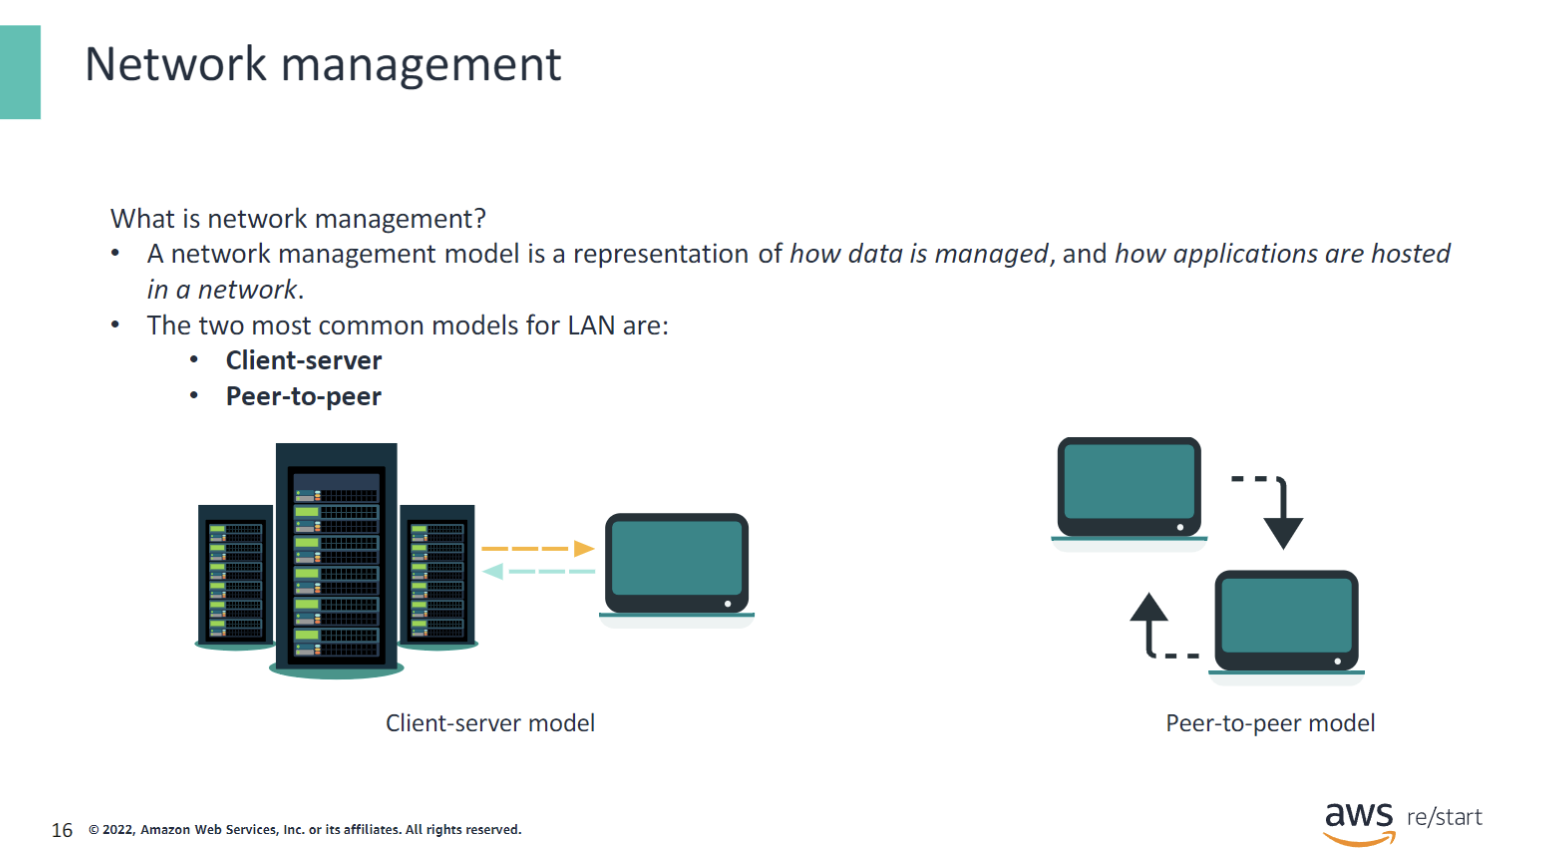 Network management
What is network management?
• A network management model is a representation of how data is managed, and how applications are hosted
in a network.
• The two most common models for LAN are:
• Client-server
• Peer-to-peer
Client-server model
Peer-to-peer model
16 © 2022, Amazon Web Services, Inc. or its affiliates. All rights reserved.
aws re/start